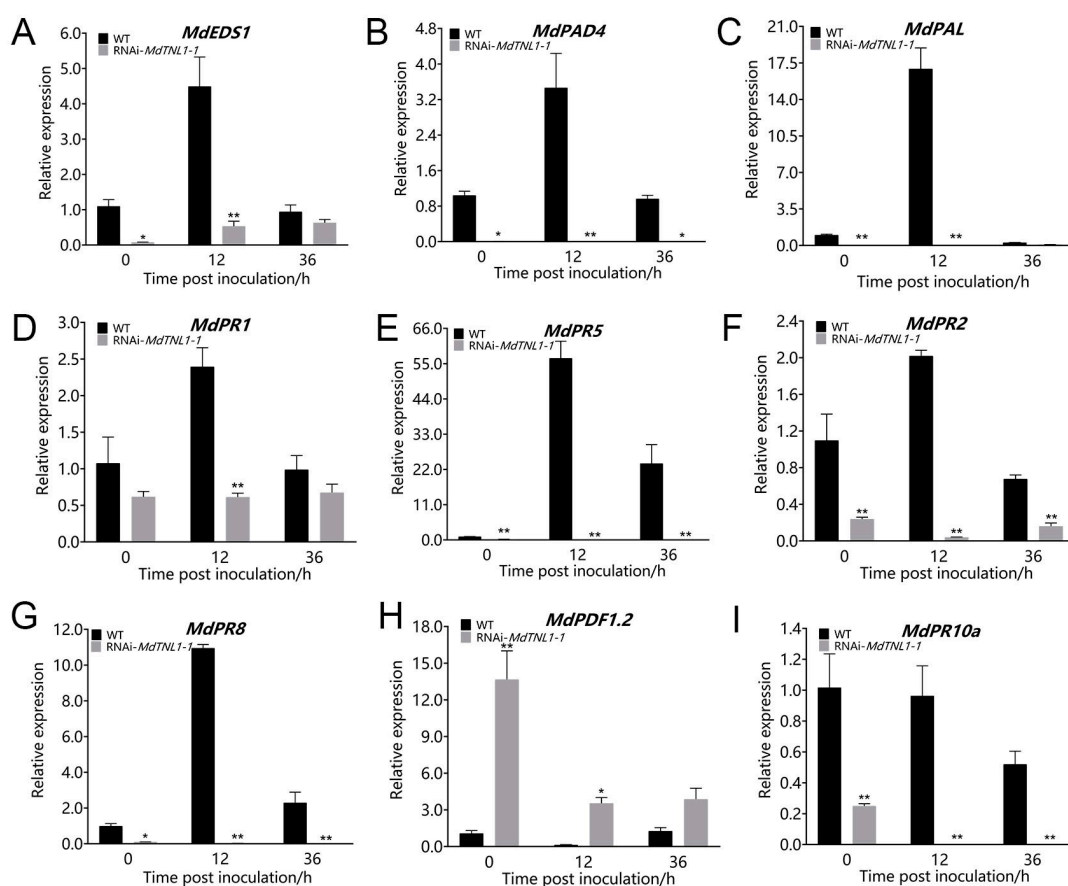 A
MdEDS1
WT
RNAi-MdTNL1-1
Relative expression
6.0
5.0
4.0
3.0
2.0
1.0
0.0
*
**
0 12 36
Time post inoculation/h
B
MdPAD4
WT
RNAi-MdTNL1-1
Relative expression
4.8
4.0
3.2
2.4
1.6
0.8
0.0
*
**
*
0 12 36
Time post inoculation/h
C
MdPAL
WT
RNAi-MdTNL1-1
Relative expression
21.0
17.5
14.0
17.5
7.0
3.5
0.0
**
**
0 12 36
Time post inoculation/h
D
MdPR1
WT
RNAi-MdTNL1-1
Relative expression
3.0
2.5
2.0
1.5
1.0
0.5
0.0
**
0 12 36
Time post inoculation/h
E
MdPR5
WT
RNAi-MdTNL1-1
Relative expression
66.0
55.0
44.0
33.0
22.0
11.0
0.0
**
**
**
0 12 36
Time post inoculation/h
F
MdPR2
WT
RNAi-MdTNL1-1
Relative expression
2.4
2.0
1.6
1.2
0.8
0.4
0.0
**
**
**
0 12 36
Time post inoculation/h
G
MdPR8
WT
RNAi-MdTNL1-1
Relative expression
12.0
10.0
8.0
6.0
4.0
2.0
0.0
*
**
**
0 12 36
Time post inoculation/h
H
MdPDF1.2
WT
RNAi-MdTNL1-1
Relative expression
18.0
15.0
12.0
9.0
6.0
3.0
0.0
**
*
0 12 36
Time post inoculation/h
I
MdPR10a
WT
RNAi-MdTNL1-1
Relative expression
1.4
1.2
1.0
0.8
0.6
0.4
0.2
0.0
**
**
**
0 12 36
Time post inoculation/h